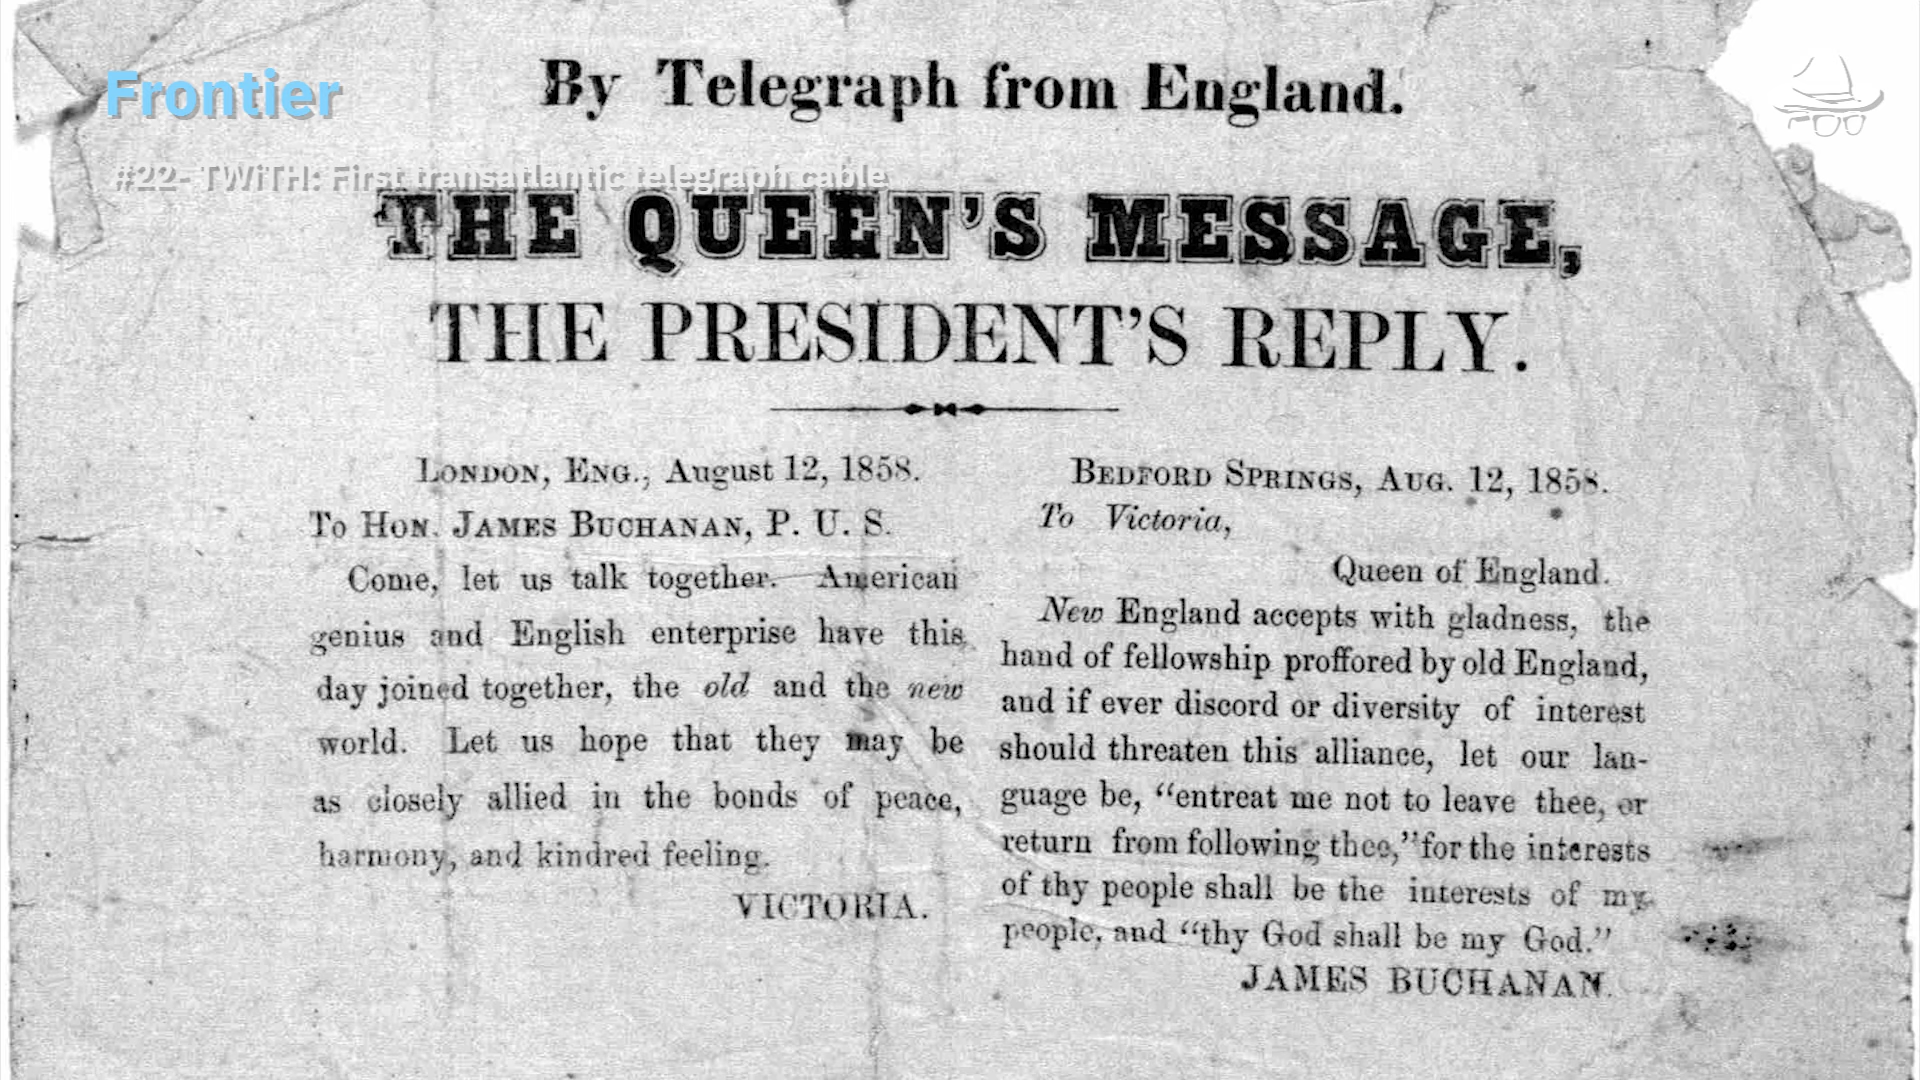 Frontier
#22- TWiTH: First transatlantic telegraph cable
By Telegraph from England.
THE QUEEN'S MESSAGE,
THE PRESIDENT'S REPLY.
LONDON, ENG., August 12, 1858.
To HON. JAMES BUCHANAN, P. U. S.
Come, let us talk together. American
genius and English enterprise have this
day joined together, the old and the new
world. Let us hope that they may be
as closely allied in the bonds of peace,
harmony, and kindred feeling.
VICTORIA.
BEDFORD SPRINGS, AUG. 12, 1858.
To Victoria,
Queen of England.
New England accepts with gladness, the
hand of fellowship proffored by old England,
and if ever discord or diversity of interest
should threaten this alliance, let our lan-
guage be, "entreat me not to leave thee, or
return from following thee," for the interests
of thy people shall be the interests of my
people, and "thy God shall be my God."
JAMES BUCHANAN.